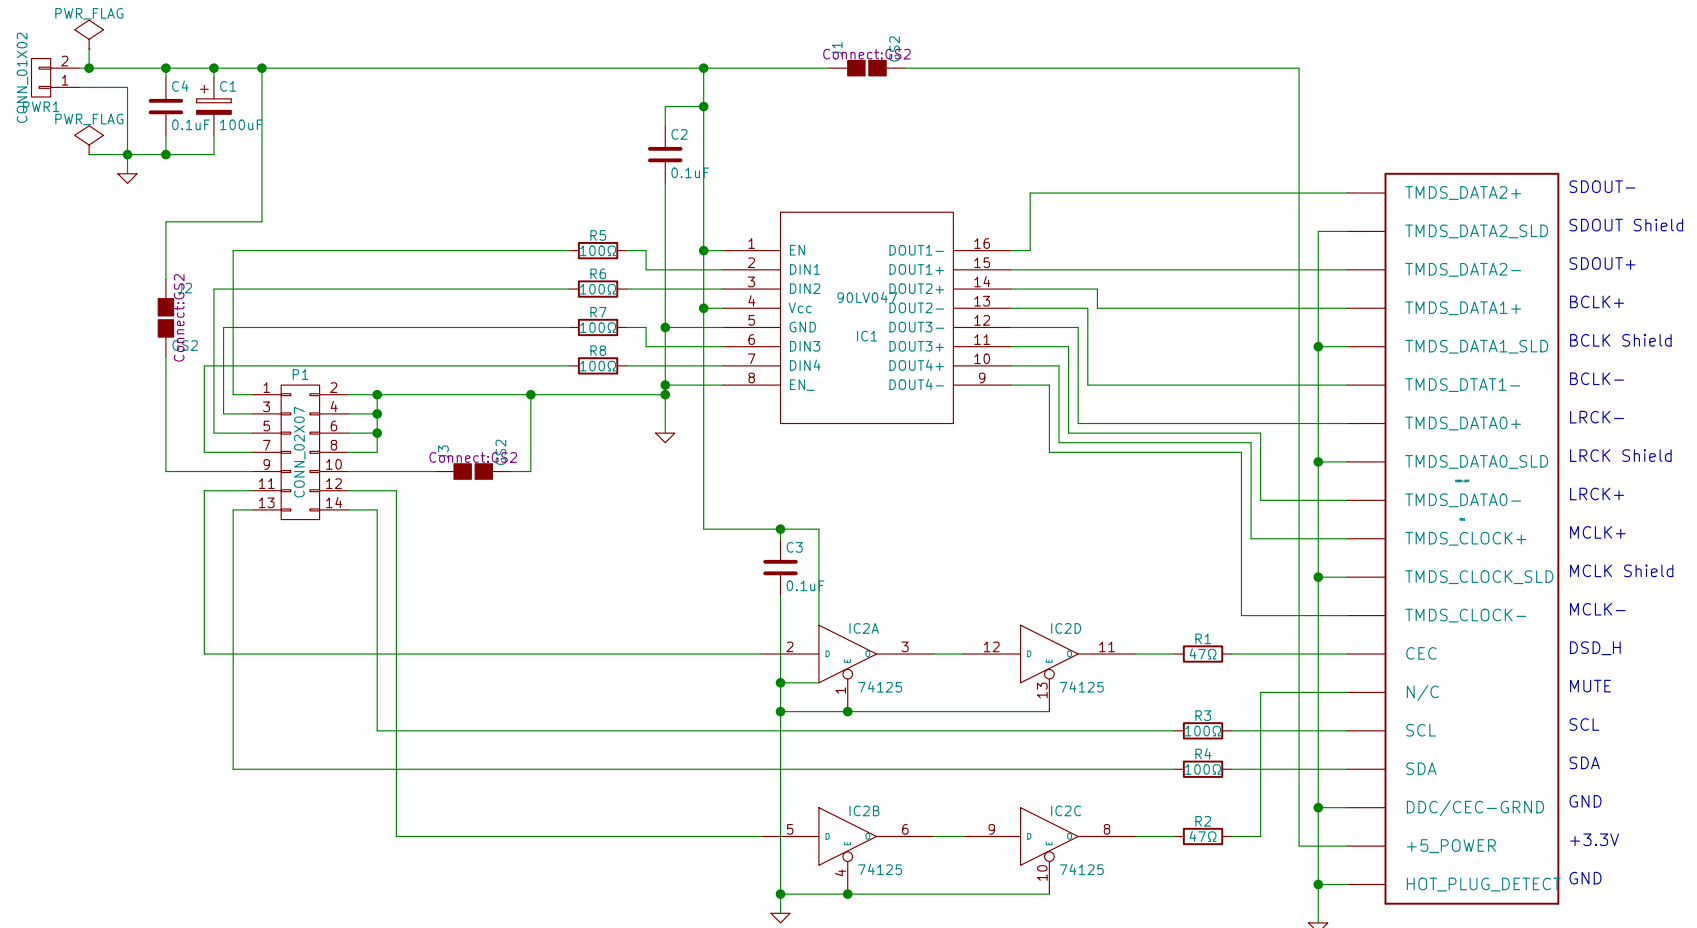 PWR_FLAG
CONN_01X02
2
1
PWR1
PWR_FLAG
C4
0.1uF
+
C1
100uF
J1
Connect:GS2
GS2
C2
0.1uF
J2
Connect:GS2
GS2
R5
100Ω
R6
100Ω
R7
100Ω
R8
100Ω
1 EN
2 DIN1
3 DIN2
4 Vcc
5 GND
6 DIN3
7 DIN4
8 EN_
90LV047
IC1
DOUT1- 16
DOUT1+ 15
DOUT2+ 14
DOUT2- 13
DOUT3- 12
DOUT3+ 11
DOUT4+ 10
DOUT4- 9
P1
CONN_02X07
1 2
3 4
5 6
7 8
9 10
11 12
13 14
J3
Connect:GS2
GS2
C3
0.1uF
IC2A
2 D E O 3
1
74125
IC2D
12 D E O 11
13
74125
R1
47Ω
R3
100Ω
R4
100Ω
IC2B
5 D E O 6
4
74125
IC2C
9 D E O 8
10
74125
R2
47Ω
TMDS_DATA2+ SDOUT-
TMDS_DATA2_SLD SDOUT Shield
TMDS_DATA2- SDOUT+
TMDS_DATA1+ BCLK+
TMDS_DATA1_SLD BCLK Shield
TMDS_DTAT1- BCLK-
TMDS_DATA0+ LRCK-
TMDS_DATA0_SLD LRCK Shield
TMDS_DATA0- LRCK+
TMDS_CLOCK+ MCLK+
TMDS_CLOCK_SLD MCLK Shield
TMDS_CLOCK- MCLK-
CEC DSD_H
N/C MUTE
SCL SCL
SDA SDA
DDC/CEC-GRND GND
+5_POWER +3.3V
HOT_PLUG_DETECT GND